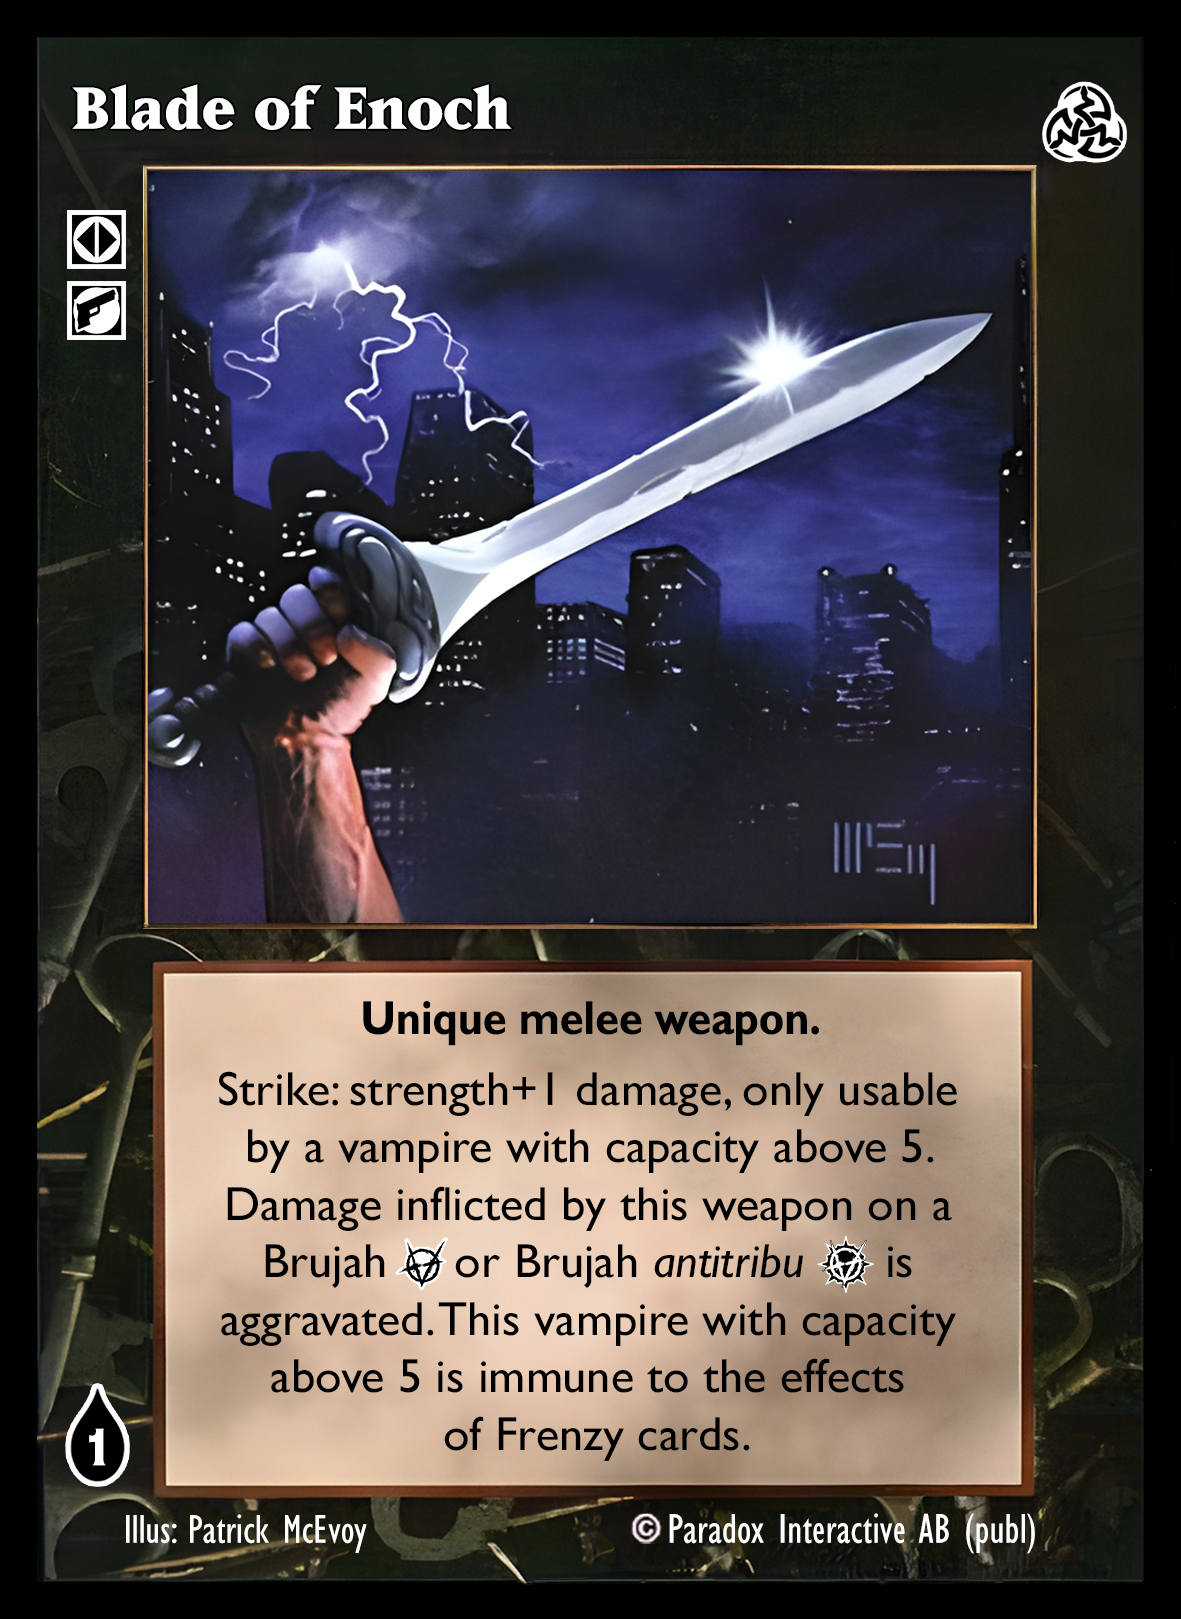 Blade of Enoch
Unique melee weapon.
Strike: strength+1 damage, only usable
by a vampire with capacity above 5.
Damage inflicted by this weapon on a
Brujah or Brujah antitribu is
aggravated. This vampire with capacity
above 5 is immune to the effects
of Frenzy cards.
1
Illus: Patrick McEvoy
© Paradox Interactive AB (publ)